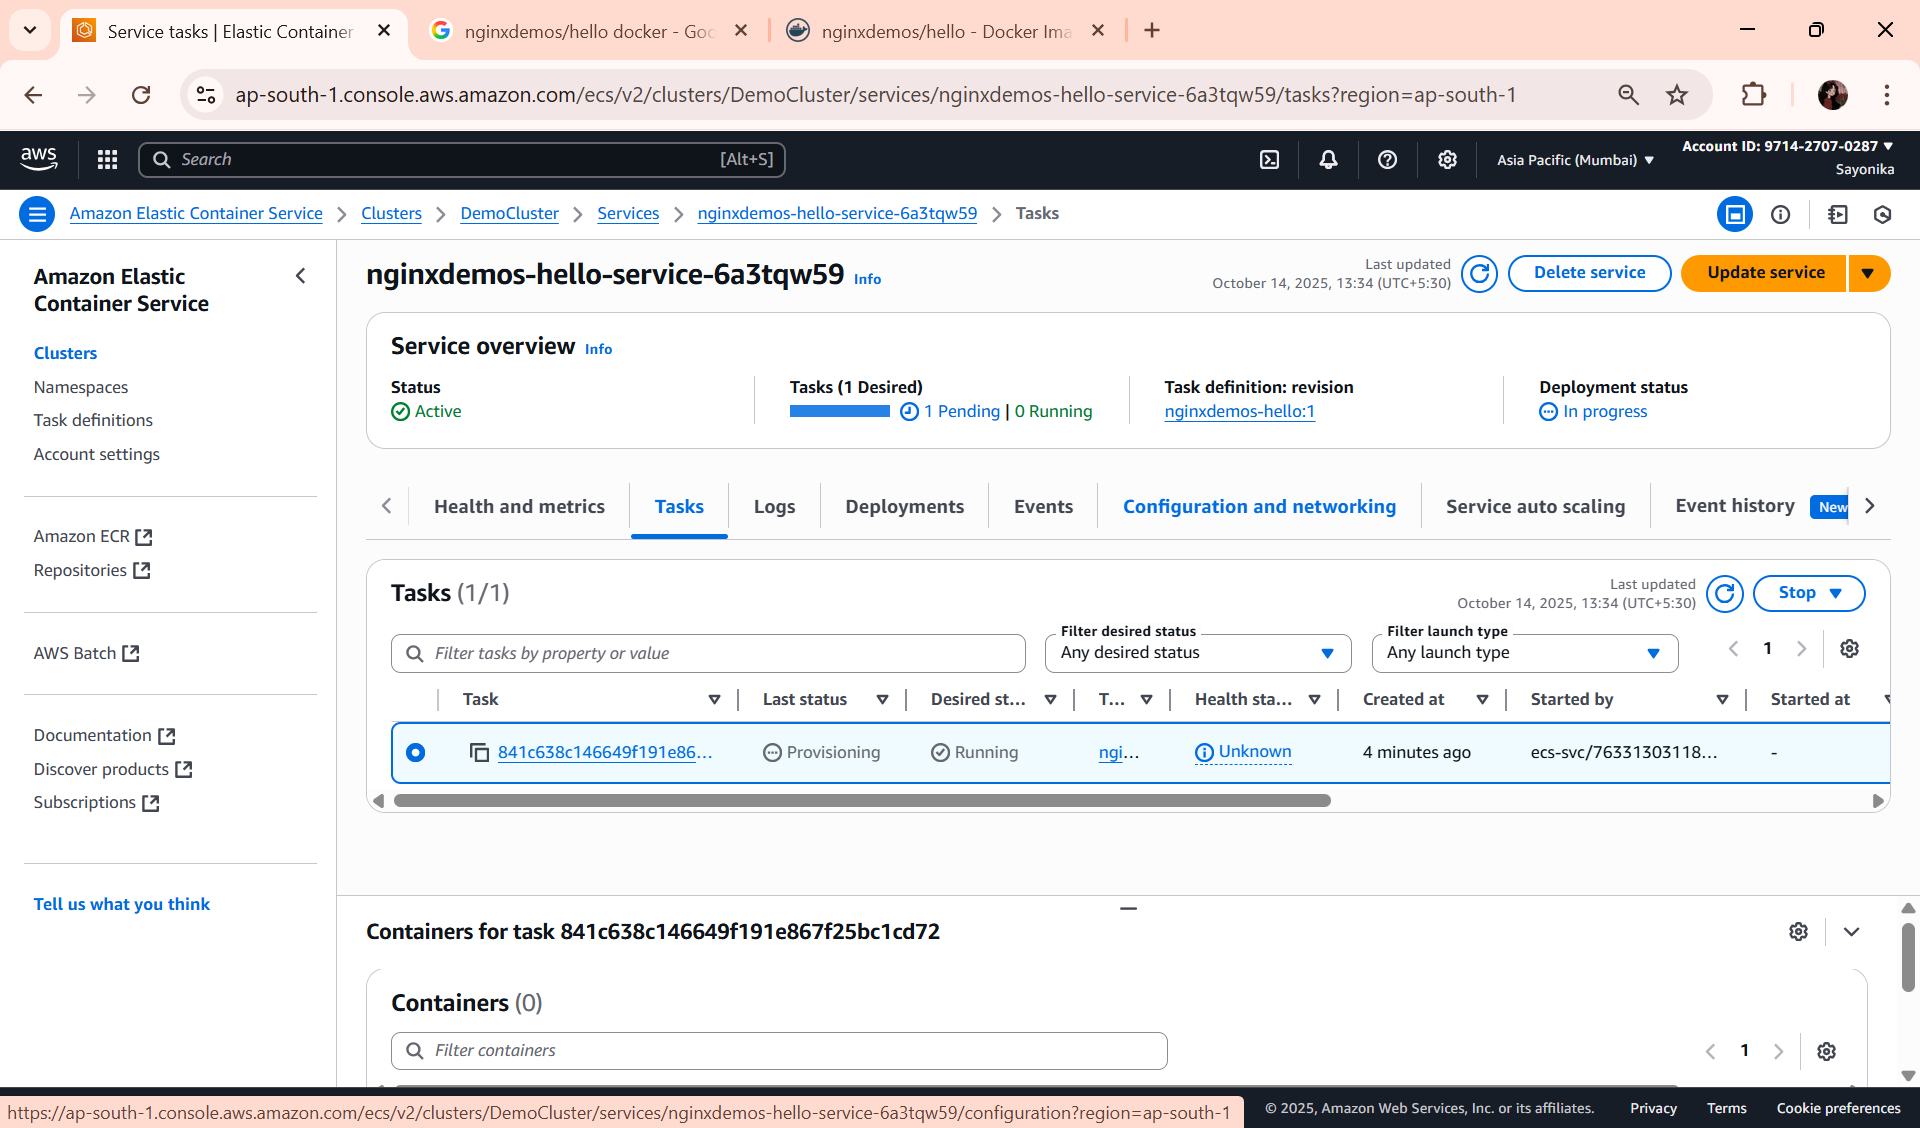 Service tasks | Elastic Container
nginxdemos/hello docker - Goo
nginxdemos/hello - Docker Ima
ap-south-1.console.aws.amazon.com/ecs/v2/clusters/DemoCluster/services/nginxdemos-hello-service-6a3tqw59/tasks?region=ap-south-1
aws
Search
[Alt+S]
Asia Pacific (Mumbai)
Account ID: 9714-2707-0287
Sayonika
Amazon Elastic Container Service
Clusters
DemoCluster
Services
nginxdemos-hello-service-6a3tqw59
Tasks
Amazon Elastic
Container Service
Clusters
Namespaces
Task definitions
Account settings
Amazon ECR
Repositories
AWS Batch
Documentation
Discover products
Subscriptions
Tell us what you think
nginxdemos-hello-service-6a3tqw59 Info
Last updated
October 14, 2025, 13:34 (UTC+5:30)
Delete service
Update service
Service overview Info
Status
Active
Tasks (1 Desired)
1 Pending | 0 Running
Task definition: revision
nginxdemos-hello:1
Deployment status
In progress
Health and metrics
Tasks
Logs
Deployments
Events
Configuration and networking
Service auto scaling
Event history New
Tasks (1/1)
Last updated
October 14, 2025, 13:34 (UTC+5:30)
Stop
Filter tasks by property or value
Filter desired status
Any desired status
Filter launch type
Any launch type
1
Task
Last status
Desired st...
T...
Health sta...
Created at
Started by
Started at
841c638c146649f191e86...
Provisioning
Running
ngi...
Unknown
4 minutes ago
ecs-svc/76331303118...
-
Containers for task 841c638c146649f191e867f25bc1cd72
Containers (0)
Filter containers
1
https://ap-south-1.console.aws.amazon.com/ecs/v2/clusters/DemoCluster/services/nginxdemos-hello-service-6a3tqw59/configuration?region=ap-south-1
© 2025, Amazon Web Services, Inc. or its affiliates.
Privacy
Terms
Cookie preferences